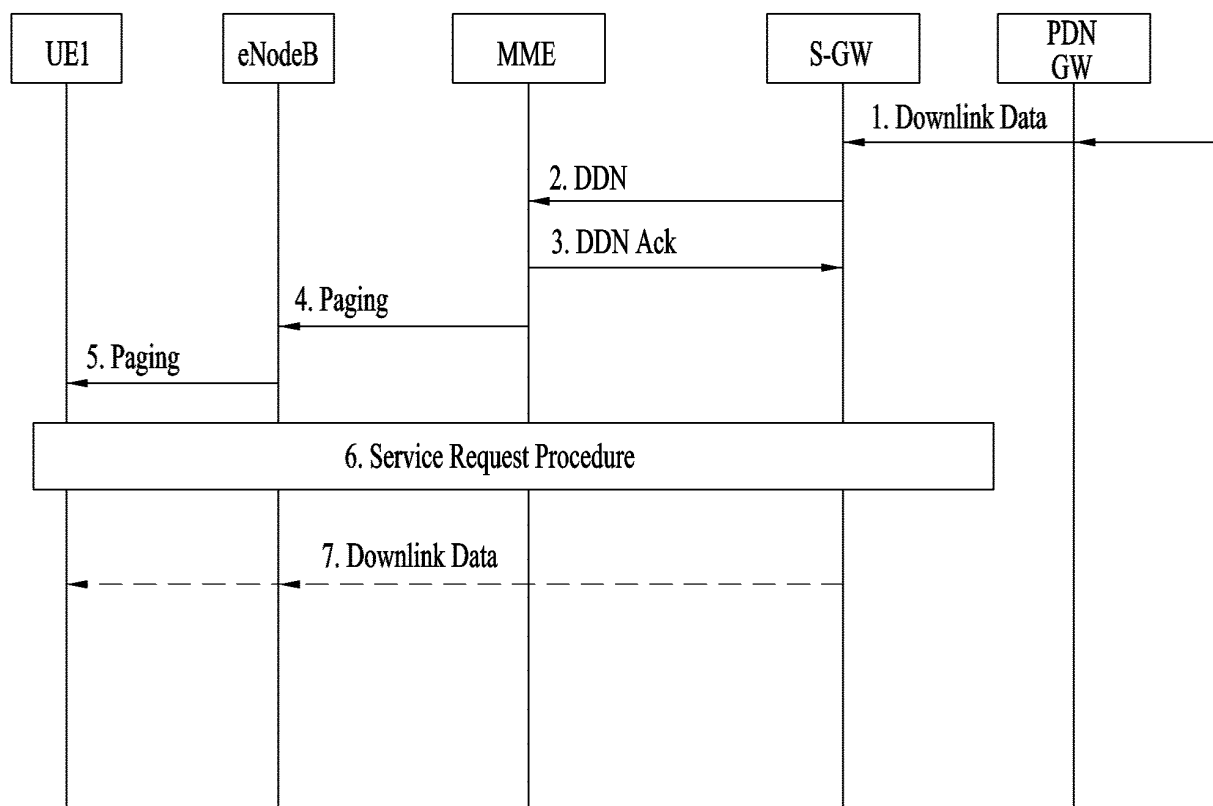 UE1
eNodeB
MME
S-GW
PDN
GW
1. Downlink Data
2. DDN
3. DDN Ack
4. Paging
5. Paging
6. Service Request Procedure
7. Downlink Data